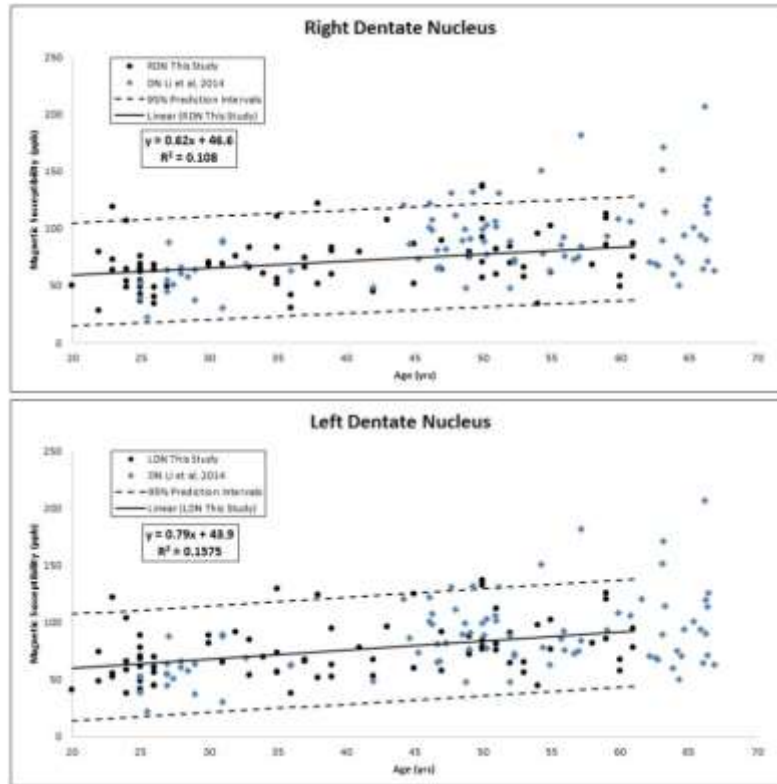 Right Dentate Nucleus
250
200
150
100
50
0
Magnetic Susceptibility (ppb)
RDN This Study
DN Li et al, 2014
95% Prediction Intervals
Linear (RDN This Study)
y = 0.62x + 46.6
R² = 0.108
20 25 30 35 40 45 50 55 60 65 70
Age (yrs)
Left Dentate Nucleus
250
200
150
100
50
0
Magnetic Susceptibility (ppb)
LDN This Study
DN Li et al, 2014
95% Prediction Intervals
Linear (LDN This Study)
y = 0.79x + 43.9
R² = 0.1575
20 25 30 35 40 45 50 55 60 65 70
Age (yrs)